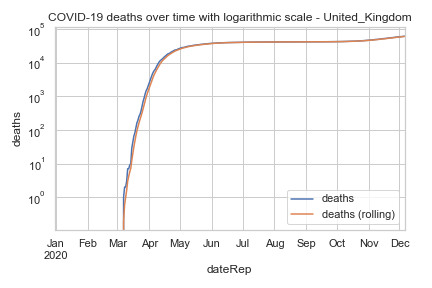 COVID-19 deaths over time with logarithmic scale - United_Kingdom
10^5
10^4
10^3
10^2
10^1
10^0
deaths
deaths
deaths (rolling)
Jan Feb Mar Apr May Jun Jul Aug Sep Oct Nov Dec
2020
dateRep